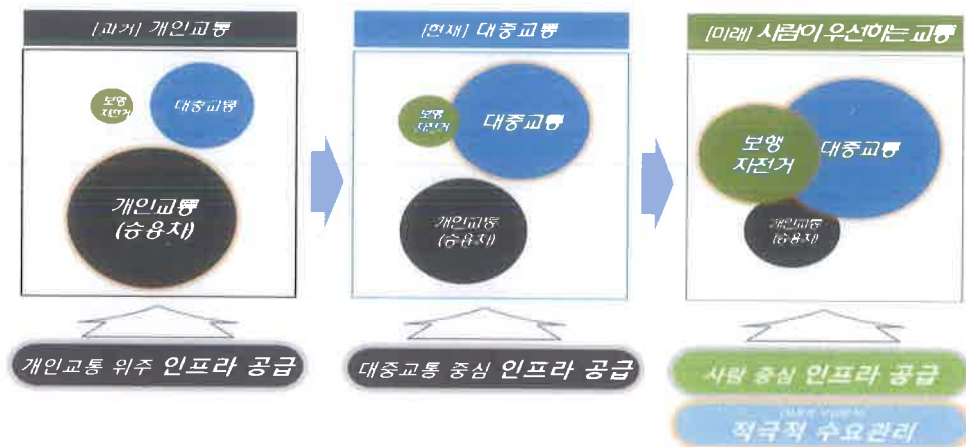 [과거] 개인교통
[현재] 대중교통
[미래] 사람이 우선하는 교통
보행
자전거
대중교통
개인교통
(승용차)
보행
자전거
대중교통
개인교통
(승용차)
보행
자전거
대중교통
개인교통
(승용차)
개인교통 위주 인프라 공급
대중교통 중심 인프라 공급
사람 중심 인프라 공급
적극적 수요관리